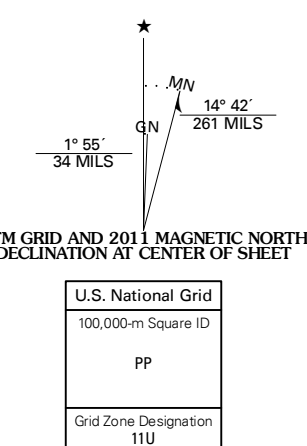 ★
MN
GN
14° 42´
261 MILS
1° 55´
34 MILS
TM GRID AND 2011 MAGNETIC NORTH
DECLINATION AT CENTER OF SHEET
U.S. National Grid
100,000-m Square ID
PP
Grid Zone Designation
11U